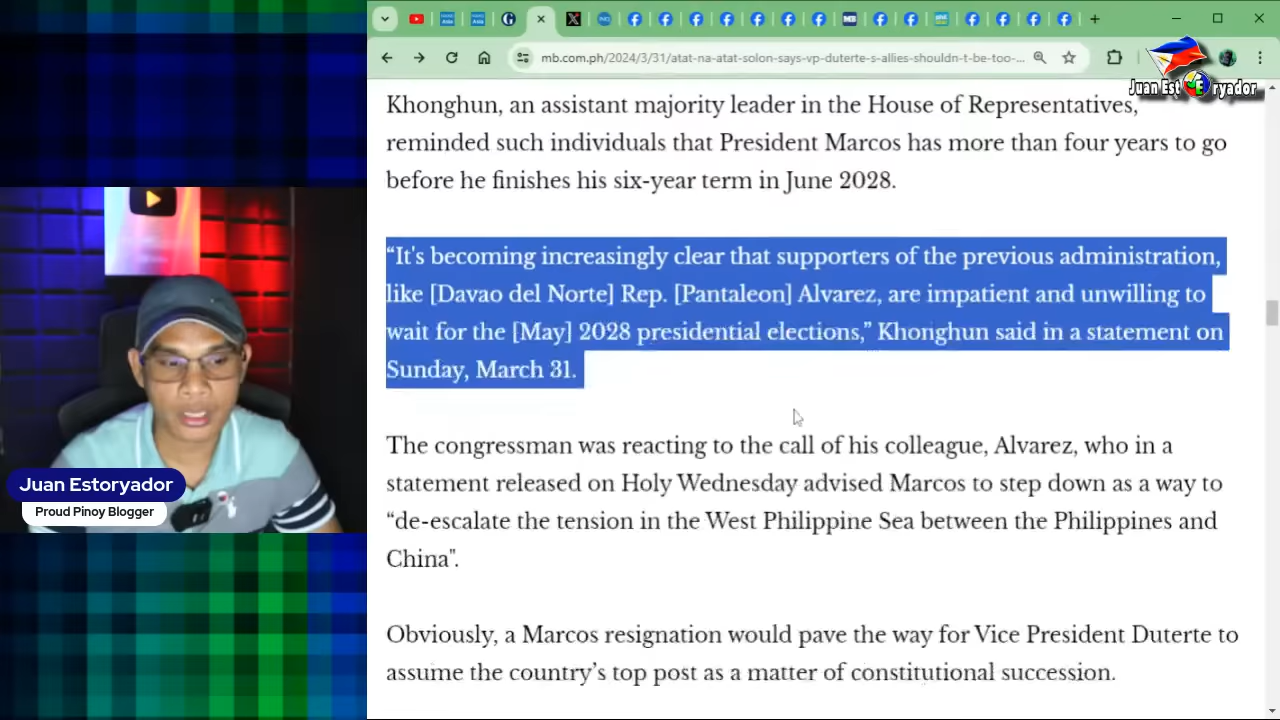 mb.com.ph/2024/3/31/atat-na-atat-solon-says-vp-duterte-s-allies-shouldn-t-be-too-...
Juan Est ryador
Khonghun, an assistant majority leader in the House of Representatives,
reminded such individuals that President Marcos has more than four years to go
before he finishes his six-year term in June 2028.
“It's becoming increasingly clear that supporters of the previous administration,
like [Davao del Norte] Rep. [Pantaleon] Alvarez, are impatient and unwilling to
wait for the [May] 2028 presidential elections,” Khonghun said in a statement on
Sunday, March 31.
The congressman was reacting to the call of his colleague, Alvarez, who in a
statement released on Holy Wednesday advised Marcos to step down as a way to
“de-escalate the tension in the West Philippine Sea between the Philippines and
China".
Obviously, a Marcos resignation would pave the way for Vice President Duterte to
assume the country’s top post as a matter of constitutional succession.
Juan Estoryador
Proud Pinoy Blogger